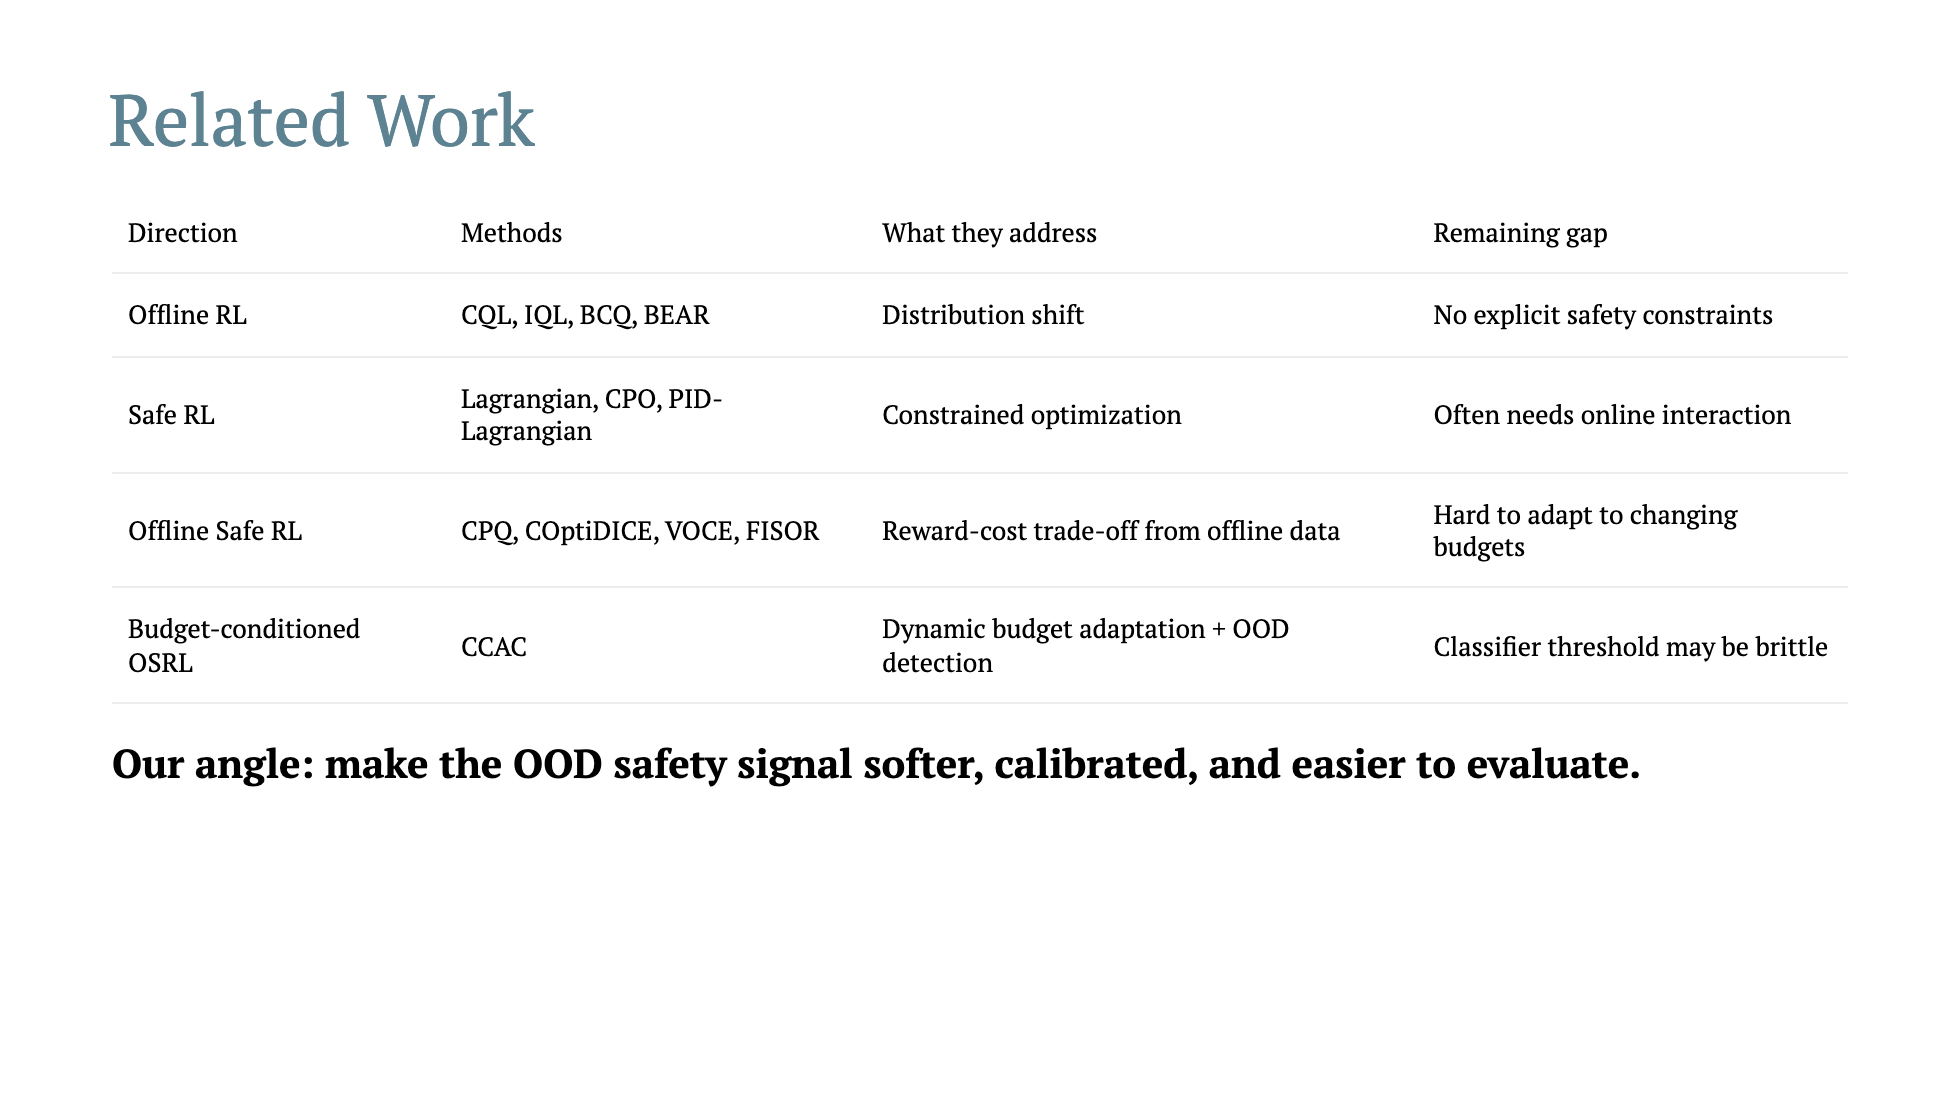 Related Work
Direction Methods What they address Remaining gap
Offline RL CQL, IQL, BCQ, BEAR Distribution shift No explicit safety constraints
Safe RL Lagrangian, CPO, PID-
Lagrangian Constrained optimization Often needs online interaction
Offline Safe RL CPQ, COptiDICE, VOCE, FISOR Reward-cost trade-off from offline data Hard to adapt to changing
budgets
Budget-conditioned
OSRL CCAC Dynamic budget adaptation + OOD
detection Classifier threshold may be brittle
Our angle: make the OOD safety signal softer, calibrated, and easier to evaluate.